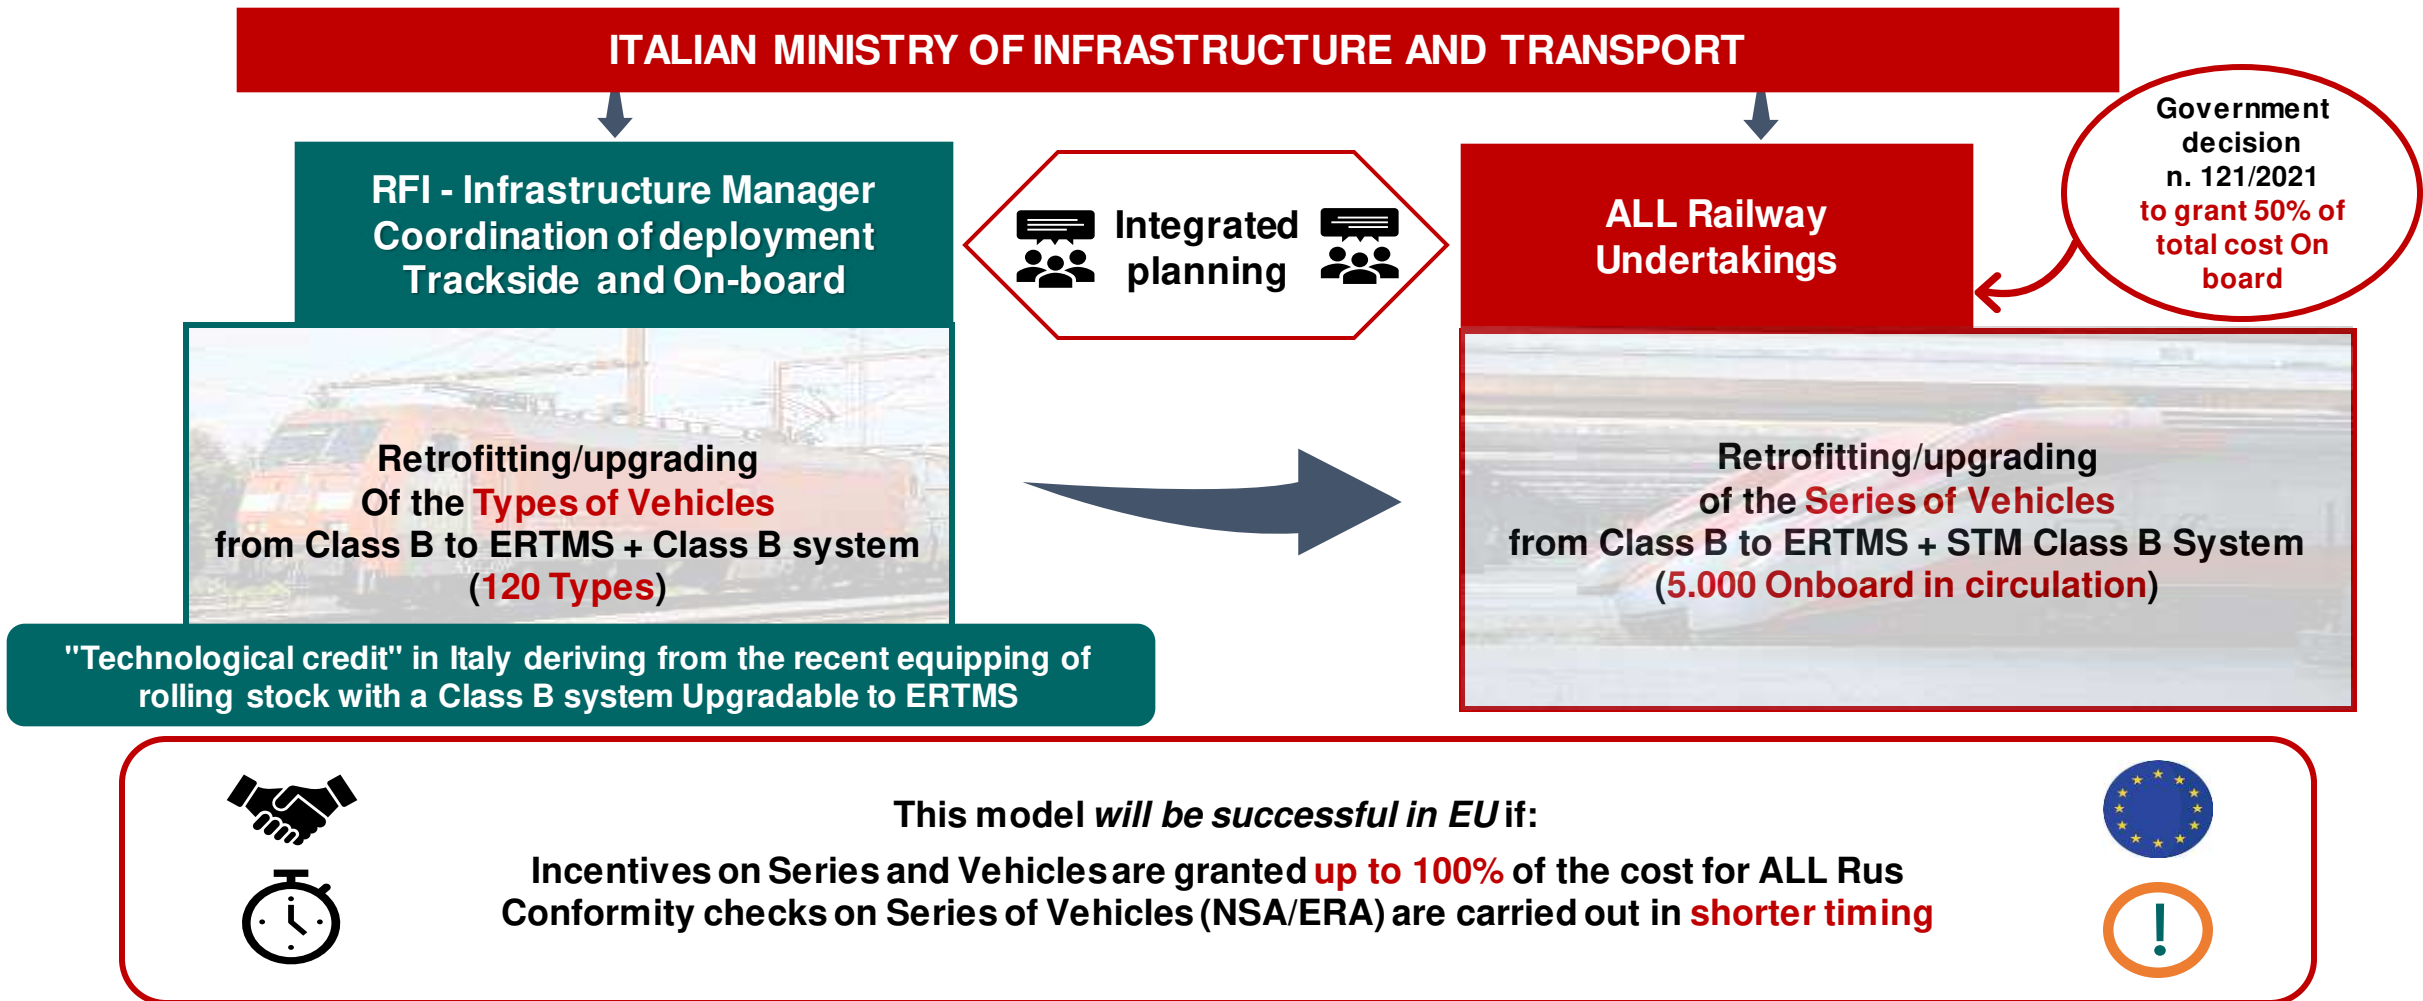 ITALIAN MINISTRY OF INFRASTRUCTURE AND TRANSPORT
Government
decision
n. 121/2021
to grant 50% of
total cost On
board
RFI - Infrastructure Manager
Coordination of deployment
Trackside and On-board
Integrated
planning
ALL Railway
Undertakings
Retrofitting/upgrading
Of the Types of Vehicles
from Class B to ERTMS + Class B system
(120 Types)
Retrofitting/upgrading
of the Series of Vehicles
from Class B to ERTMS + STM Class B System
(5.000 Onboard in circulation)
"Technological credit" in Italy deriving from the recent equipping of
rolling stock with a Class B system Upgradable to ERTMS
This model will be successful in EU if:
Incentives on Series and Vehicles are granted up to 100% of the cost for ALL Rus
Conformity checks on Series of Vehicles (NSA/ERA) are carried out in shorter timing
!